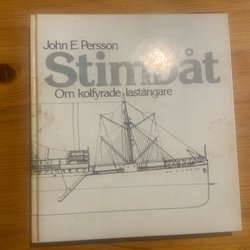 John E. Persson
Stimbåt
Om kolfyrade lastångare